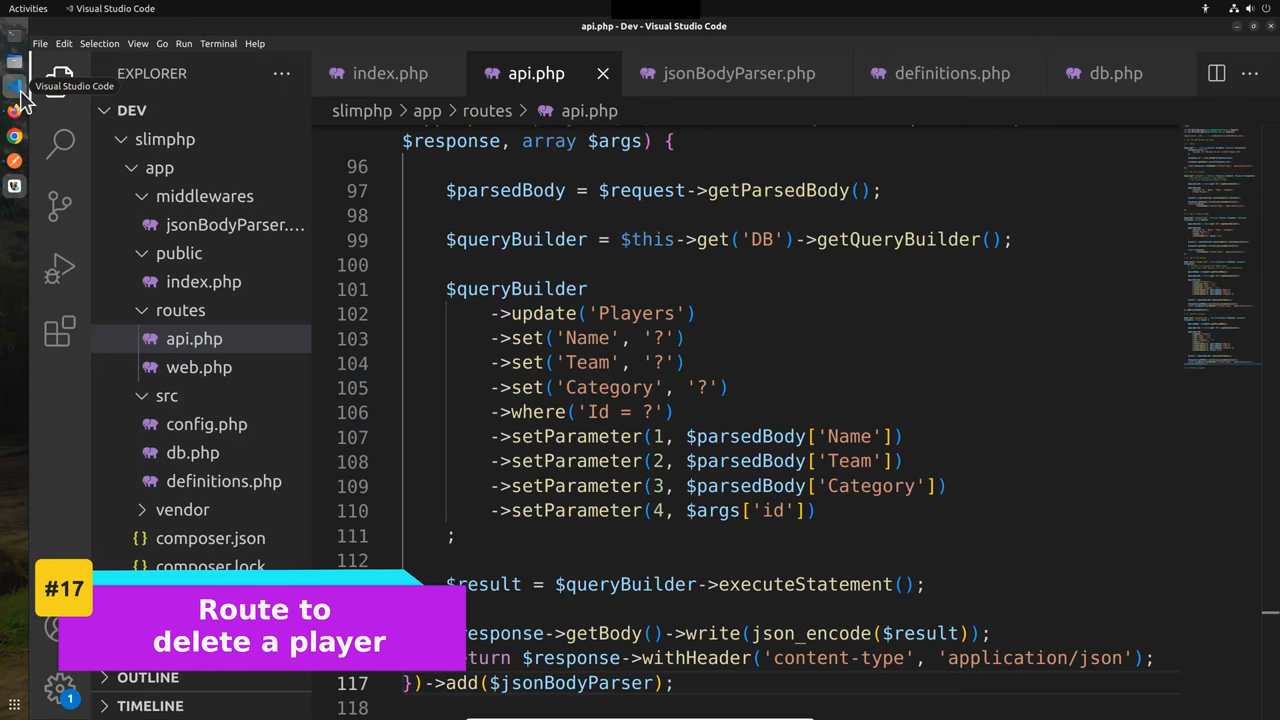 Activities
Visual Studio Code
api.php - Dev - Visual Studio Code
File Edit Selection View Go Run Terminal Help
Visual Studio Code
EXPLORER
DEV
slimphp
app
middlewares
jsonBodyParser....
public
index.php
routes
api.php
web.php
src
config.php
db.php
definitions.php
vendor
composer.json
composer.lock
OUTLINE
TIMELINE
1
index.php
api.php
jsonBodyParser.php
definitions.php
db.php
slimphp > app > routes > api.php
$response, array $args) {
96
97 $parsedBody = $request->getParsedBody();
98
99 $queryBuilder = $this->get('DB')->getQueryBuilder();
100
101 $queryBuilder
102 ->update('Players')
103 ->set('Name', '?')
104 ->set('Team', '?')
105 ->set('Category', '?')
106 ->where('Id = ?')
107 ->setParameter(1, $parsedBody['Name'])
108 ->setParameter(2, $parsedBody['Team'])
109 ->setParameter(3, $parsedBody['Category'])
110 ->setParameter(4, $args['id'])
111 ;
112
$result = $queryBuilder->executeStatement();
response->getBody()->write(json_encode($result));
turn $response->withHeader('content-type', 'application/json');
117 })->add($jsonBodyParser);
118
#17
Route to
delete a player